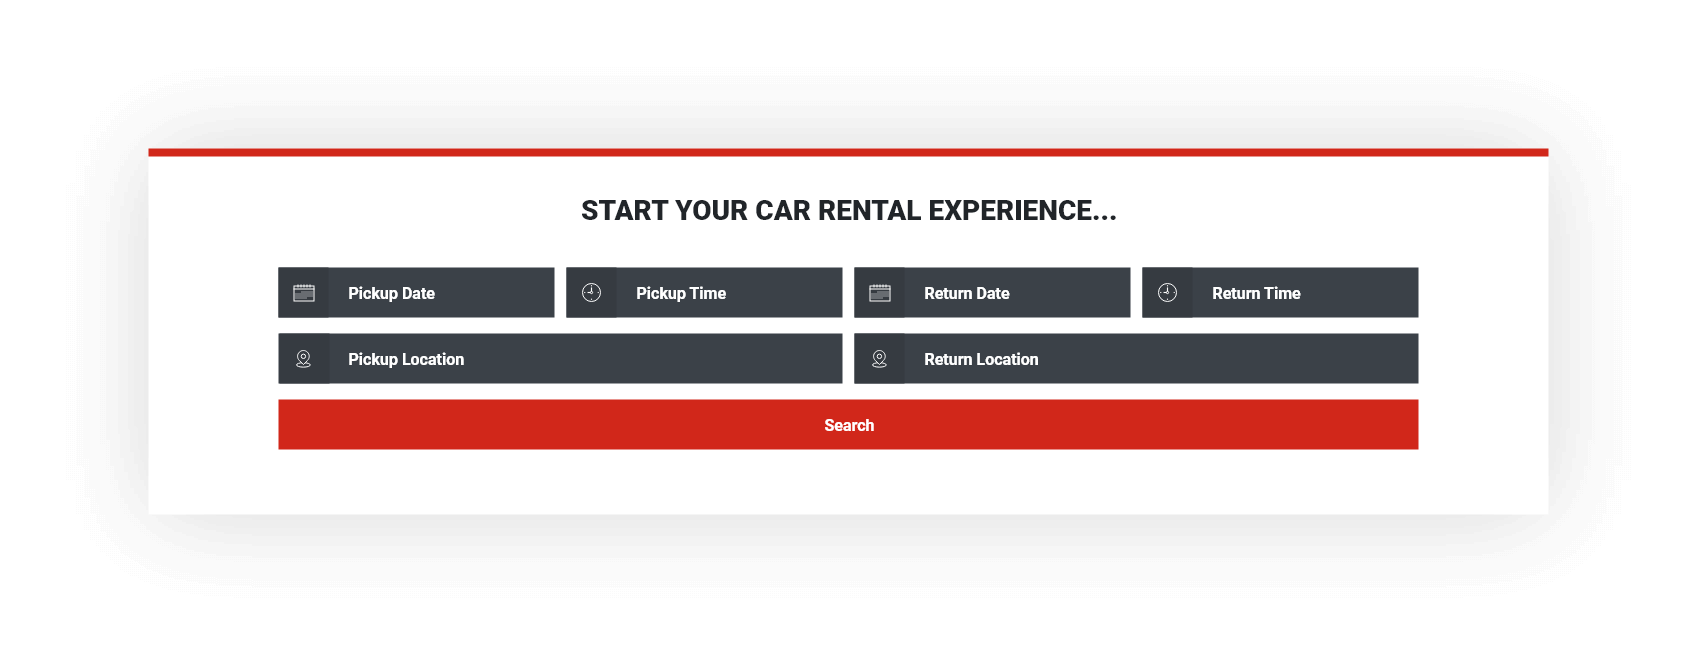 START YOUR CAR RENTAL EXPERIENCE...
Pickup Date
Pickup Time
Return Date
Return Time
Pickup Location
Return Location
Search